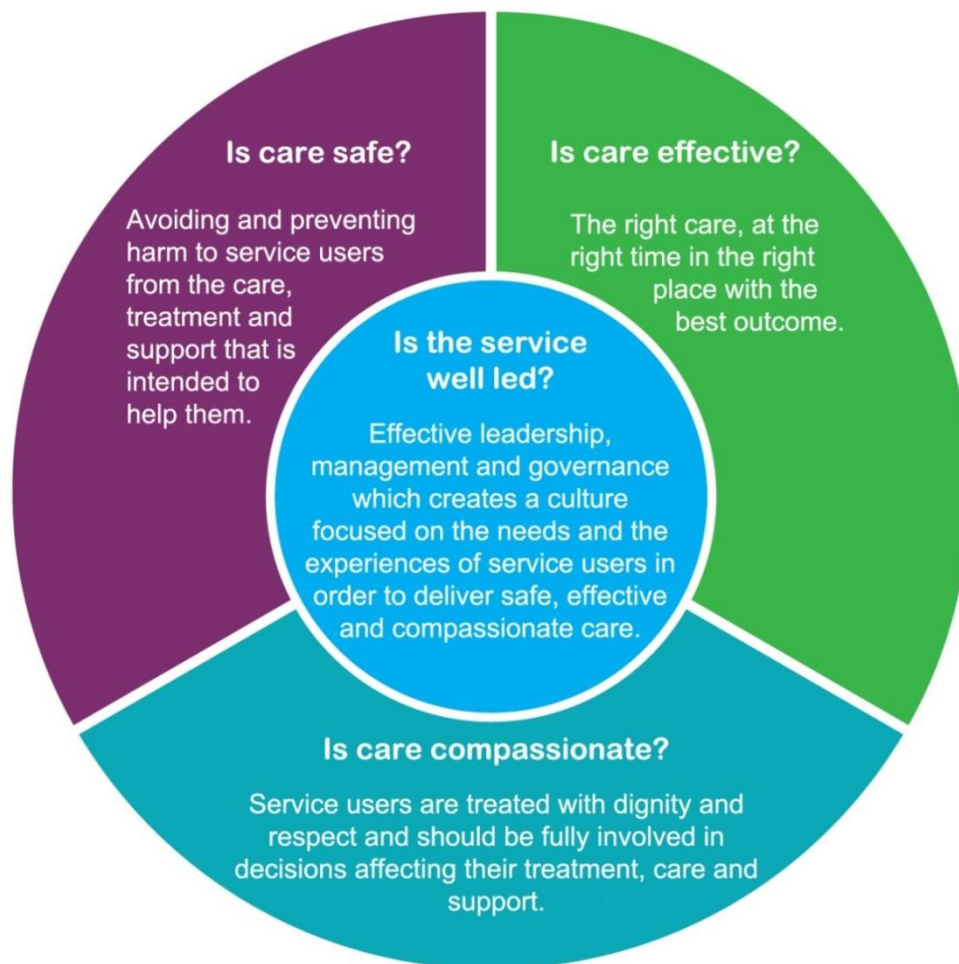 Is care safe?
Avoiding and preventing
harm to service users
from the care,
treatment and
support that is
intended to
help them.
Is care effective?
The right care, at the
right time in the right
place with the
best outcome.
Is the service
well led?
Effective leadership,
management and governance
which creates a culture
focused on the needs and the
experiences of service users in
order to deliver safe, effective
and compassionate care.
Is care compassionate?
Service users are treated with dignity and
respect and should be fully involved in
decisions affecting their treatment, care and
support.